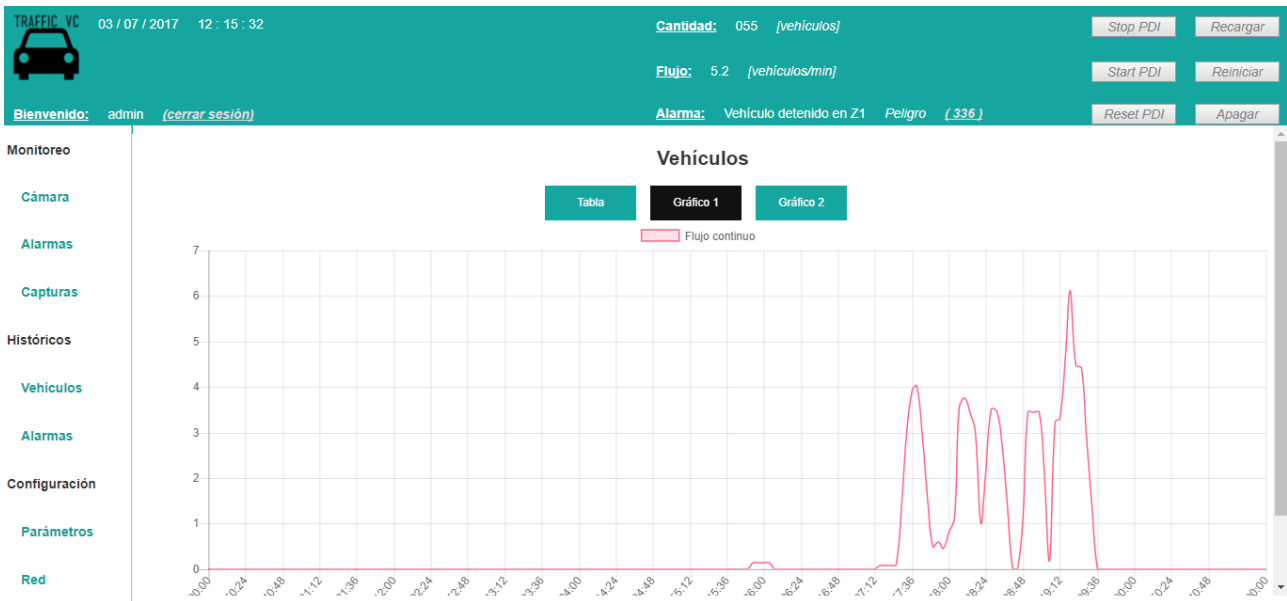 TRAFFIC_VC
03 / 07 / 2017 12 : 15 : 32
Cantidad: 055 [vehículos]
Stop PDI Recargar
Flujo: 5.2 [vehículos/min]
Start PDI Reiniciar
Bienvenido: admin (cerrar sesión)
Alarma: Vehículo detenido en Z1 Peligro ( 336 )
Reset PDI Apagar
Monitoreo
Cámara
Alarmas
Capturas
Históricos
Vehículos
Alarmas
Configuración
Parámetros
Red
Vehículos
Tabla Gráfico 1 Gráfico 2
Flujo continuo
7
6
5
4
3
2
1
0